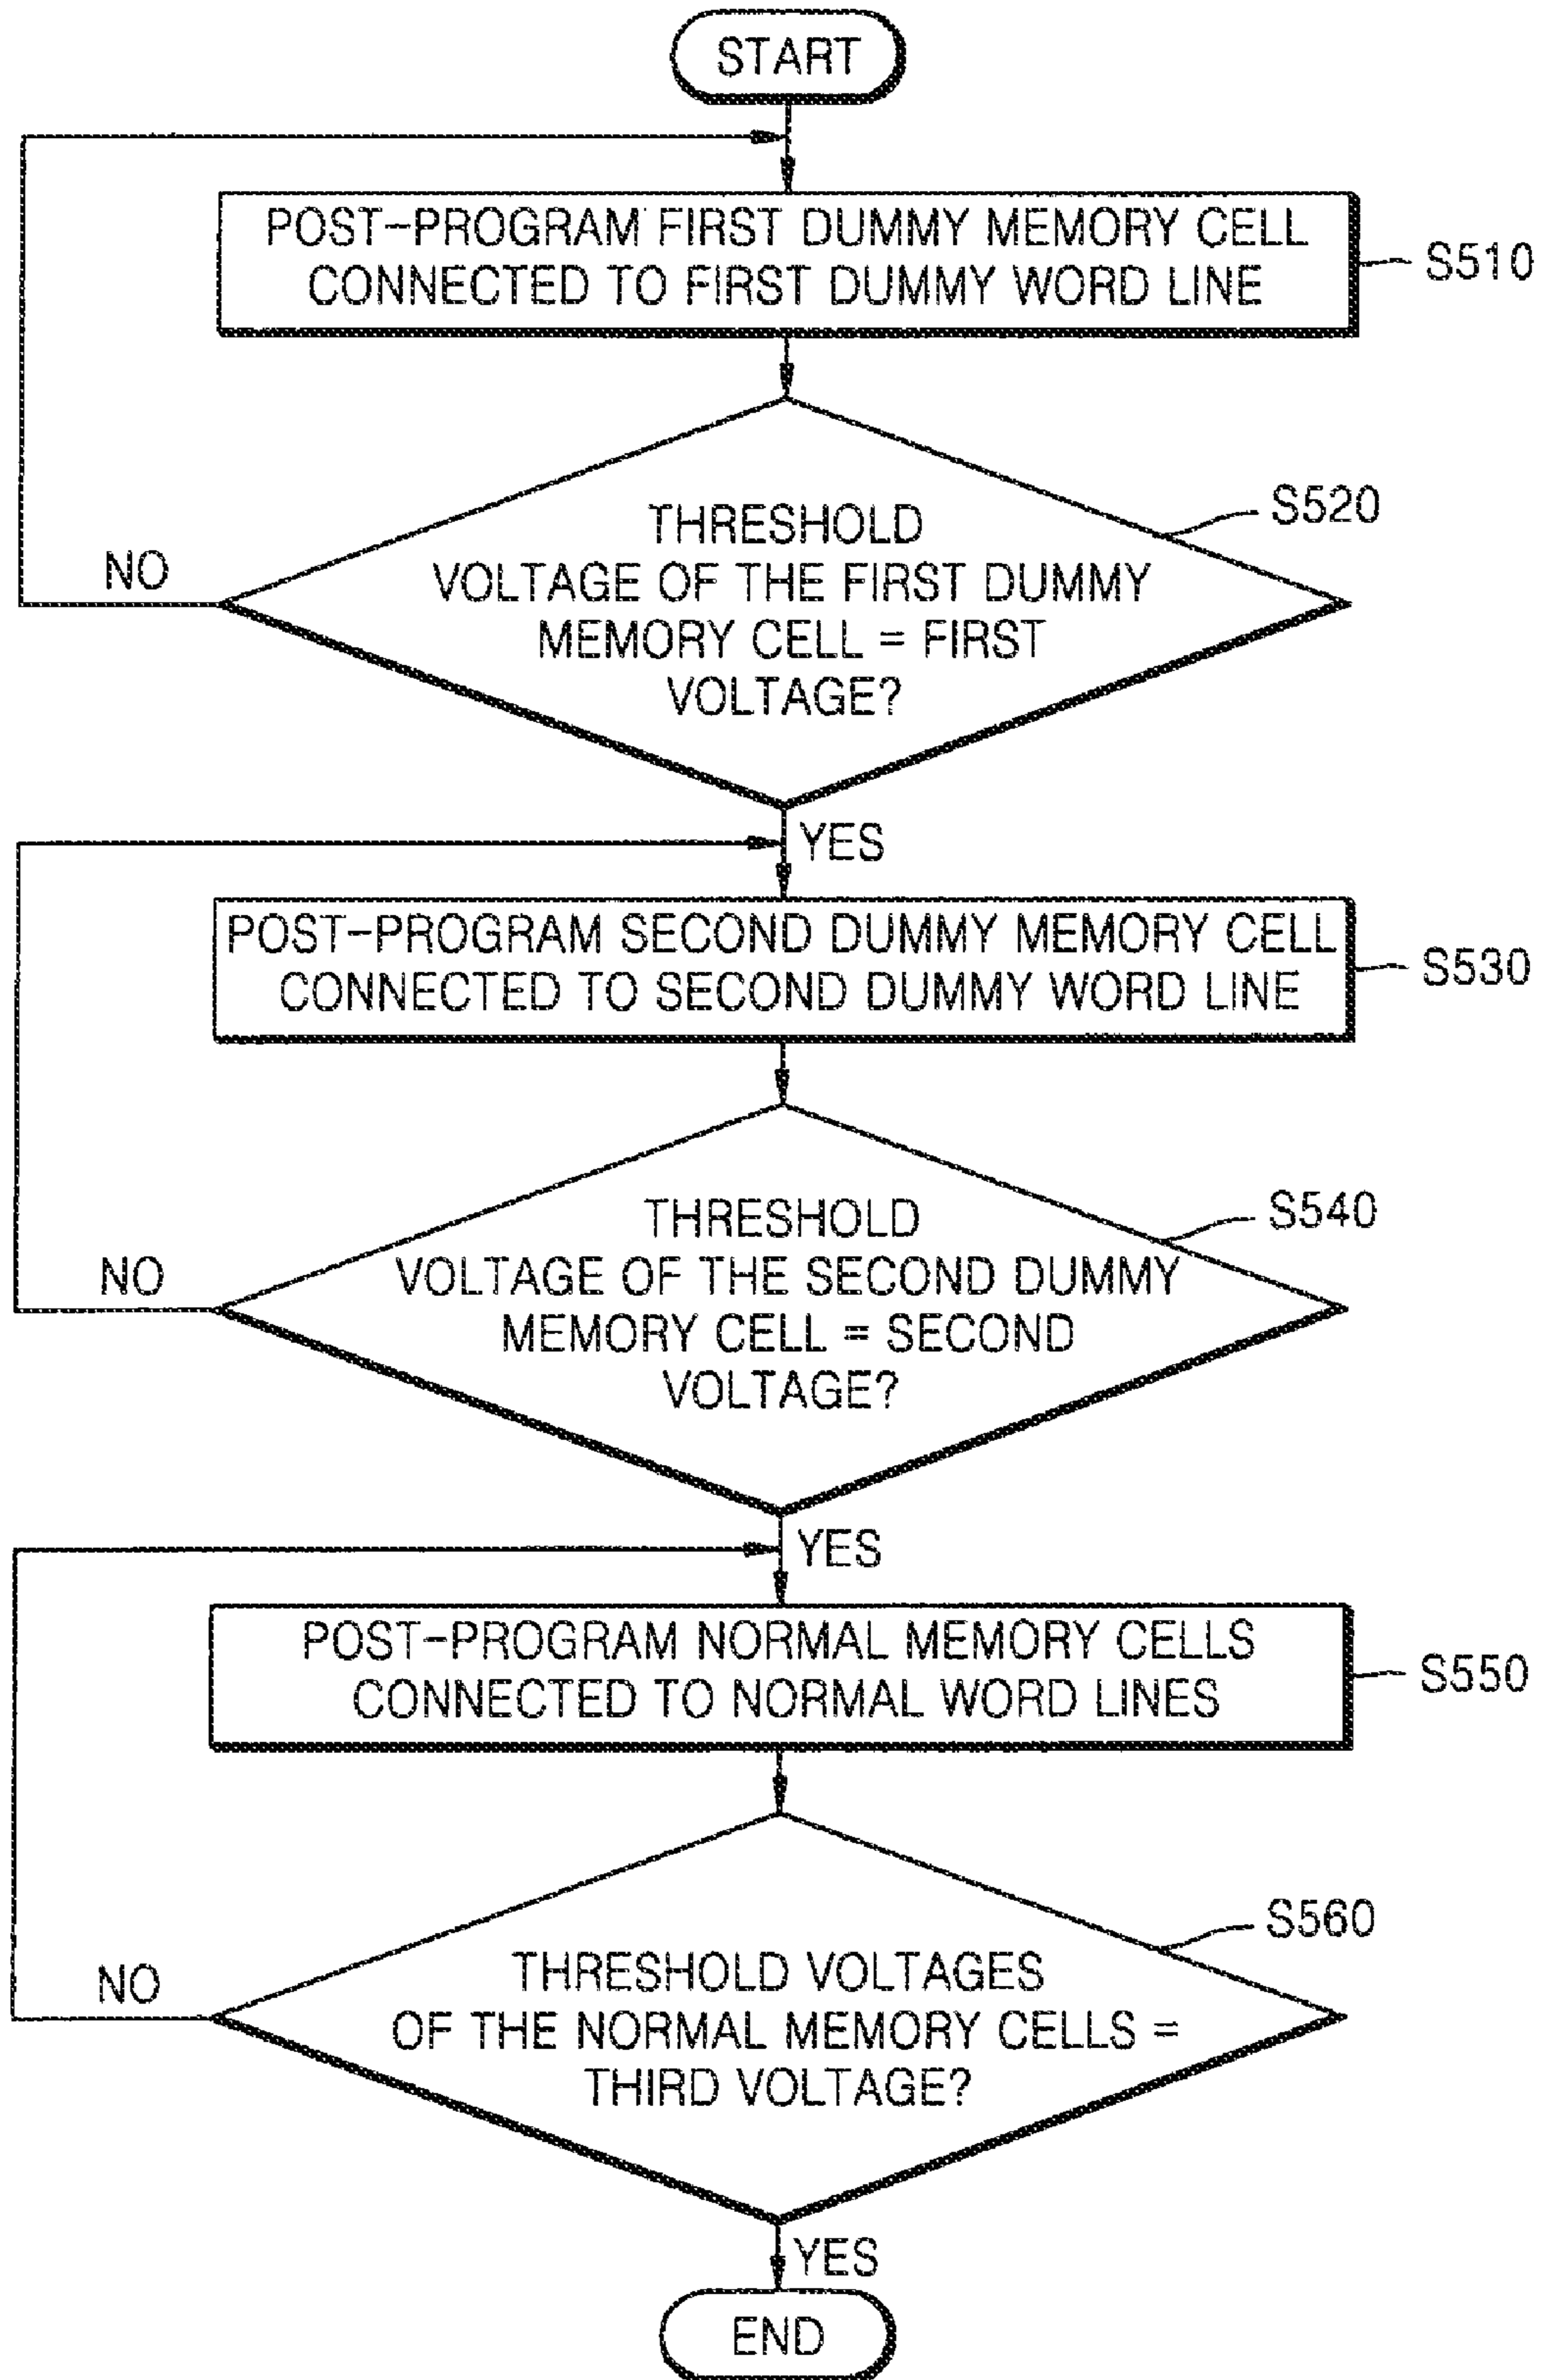 START
POST-PROGRAM FIRST DUMMY MEMORY CELL
CONNECTED TO FIRST DUMMY WORD LINE
S510
THRESHOLD
VOLTAGE OF THE FIRST DUMMY
MEMORY CELL = FIRST
VOLTAGE?
S520
NO
YES
POST-PROGRAM SECOND DUMMY MEMORY CELL
CONNECTED TO SECOND DUMMY WORD LINE
S530
THRESHOLD
VOLTAGE OF THE SECOND DUMMY
MEMORY CELL = SECOND
VOLTAGE?
S540
NO
YES
POST-PROGRAM NORMAL MEMORY CELLS
CONNECTED TO NORMAL WORD LINES
S550
THRESHOLD VOLTAGES
OF THE NORMAL MEMORY CELLS =
THIRD VOLTAGE?
S560
NO
YES
END